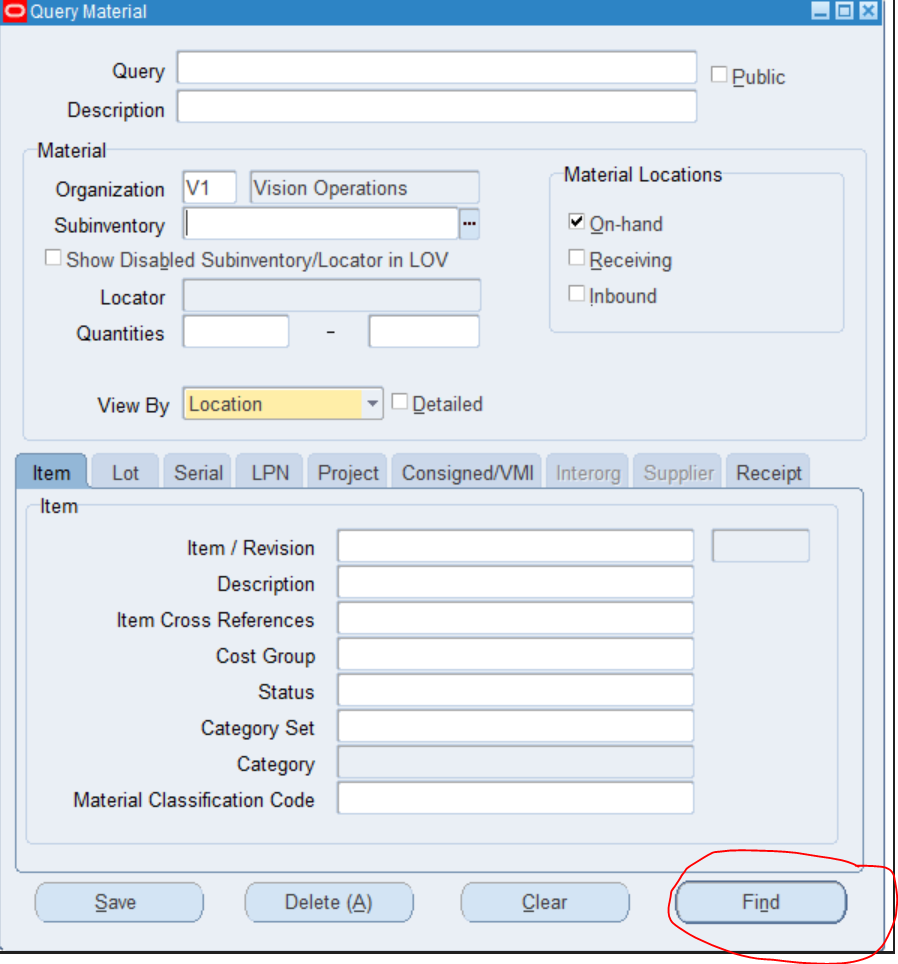 Query Material
Query
Public
Description
Material
Organization V1 Vision Operations
Material Locations
Subinventory ...
On-hand
Show Disabled Subinventory/Locator in LOV
Receiving
Locator
Inbound
Quantities -
View By Location Detailed
Item Lot Serial LPN Project Consigned/VMI Interorg Supplier Receipt
Item
Item / Revision
Description
Item Cross References
Cost Group
Status
Category Set
Category
Material Classification Code
Save Delete (A) Clear Find